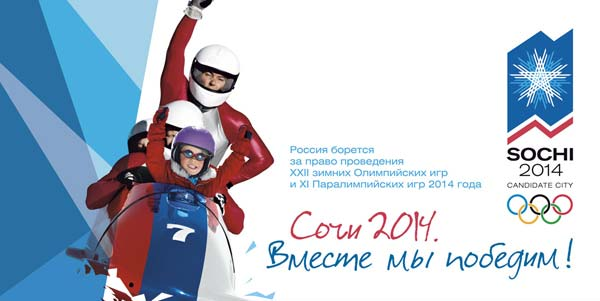 Россия борется
за право проведения
XXII зимних Олимпийских игр
и XI Паралимпийских игр 2014 года
Сочи 2014.
Вместе мы победим!
7
SOCHI
2014
CANDIDATE CITY